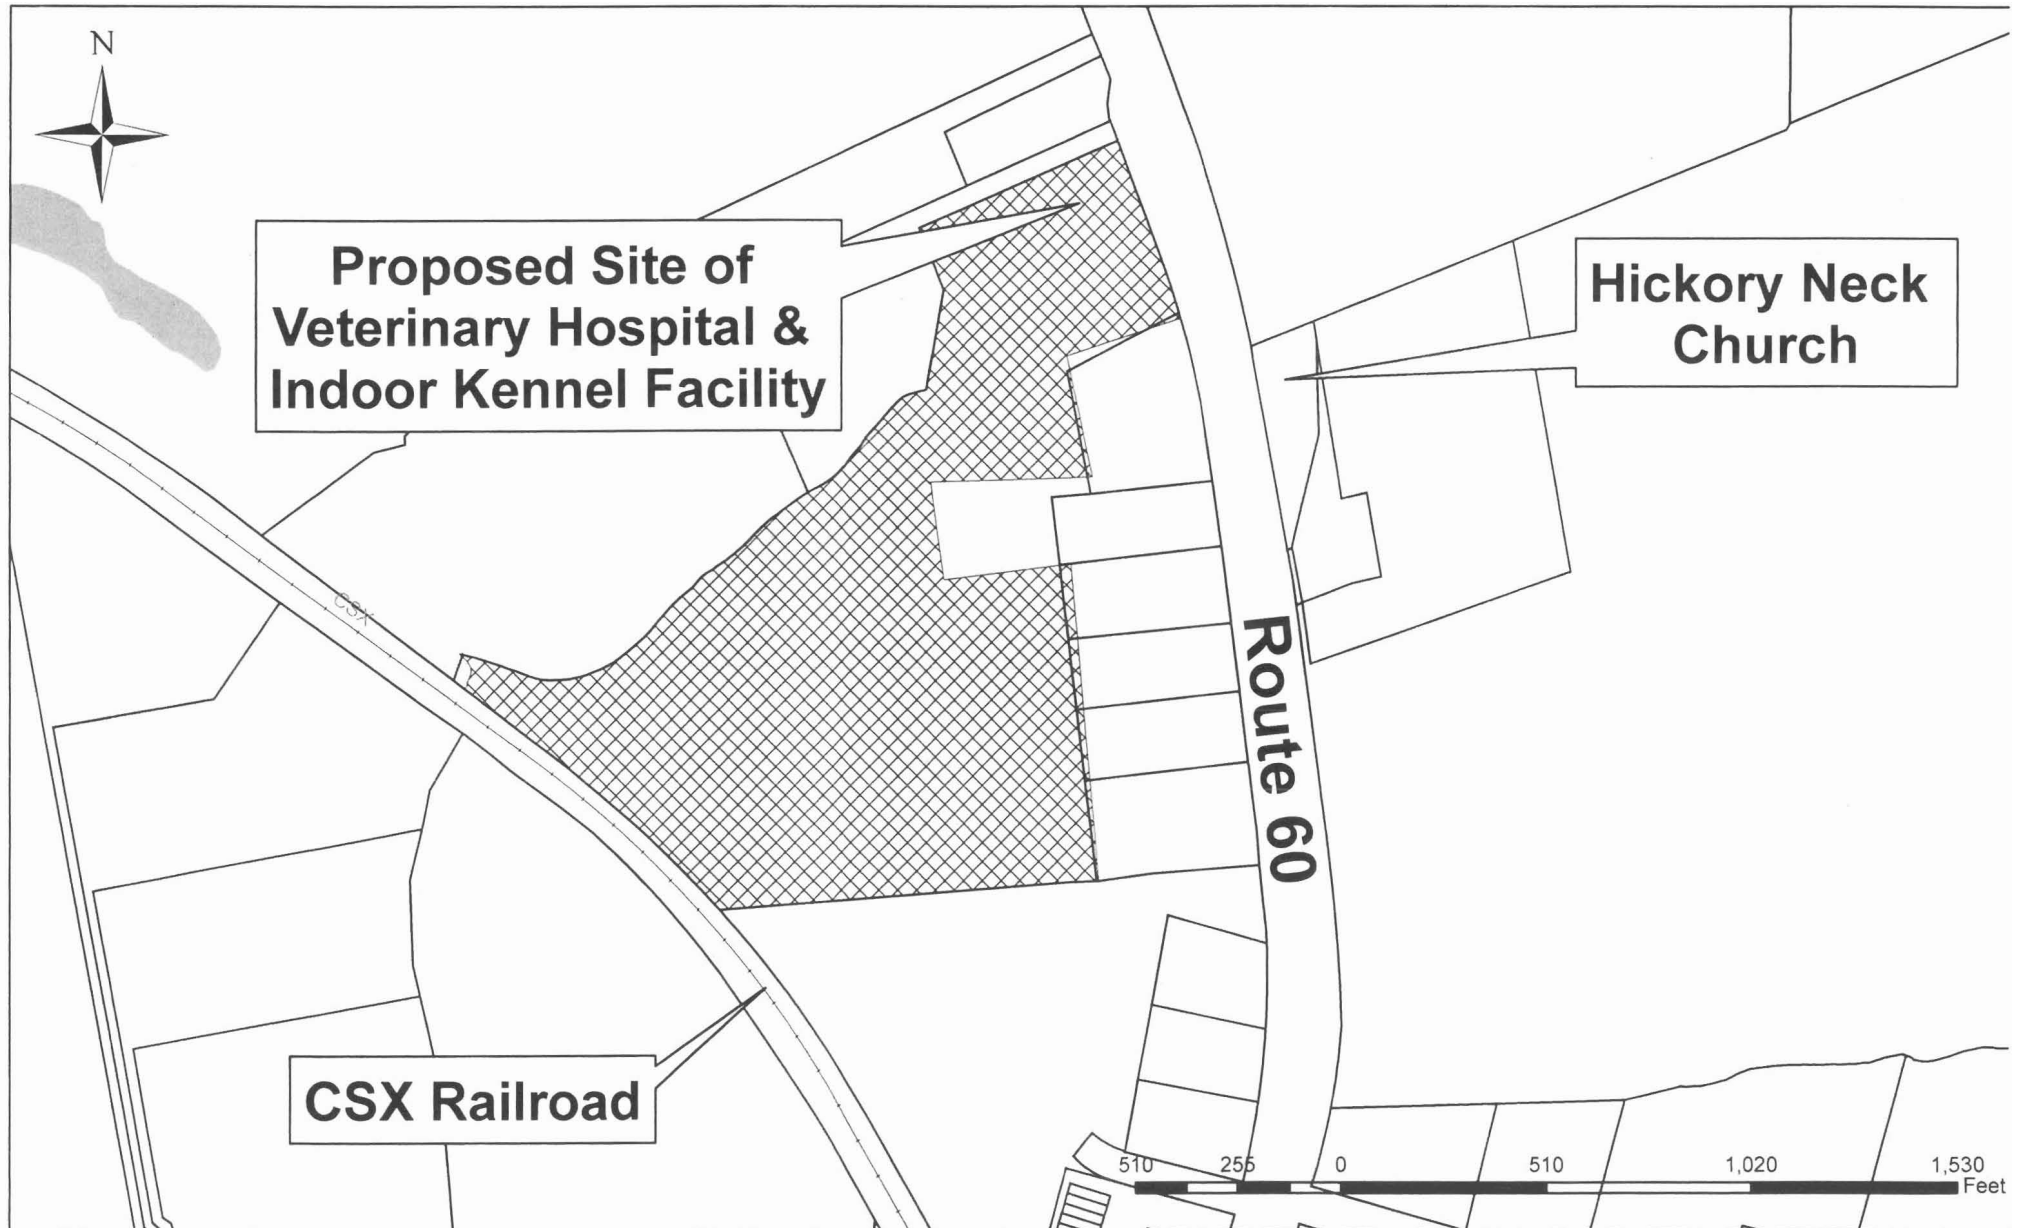 N
Proposed Site of
Veterinary Hospital &
Indoor Kennel Facility
Hickory Neck
Church
CSX
Route 60
CSX Railroad
510 255 0 510 1,020 1,530
Feet